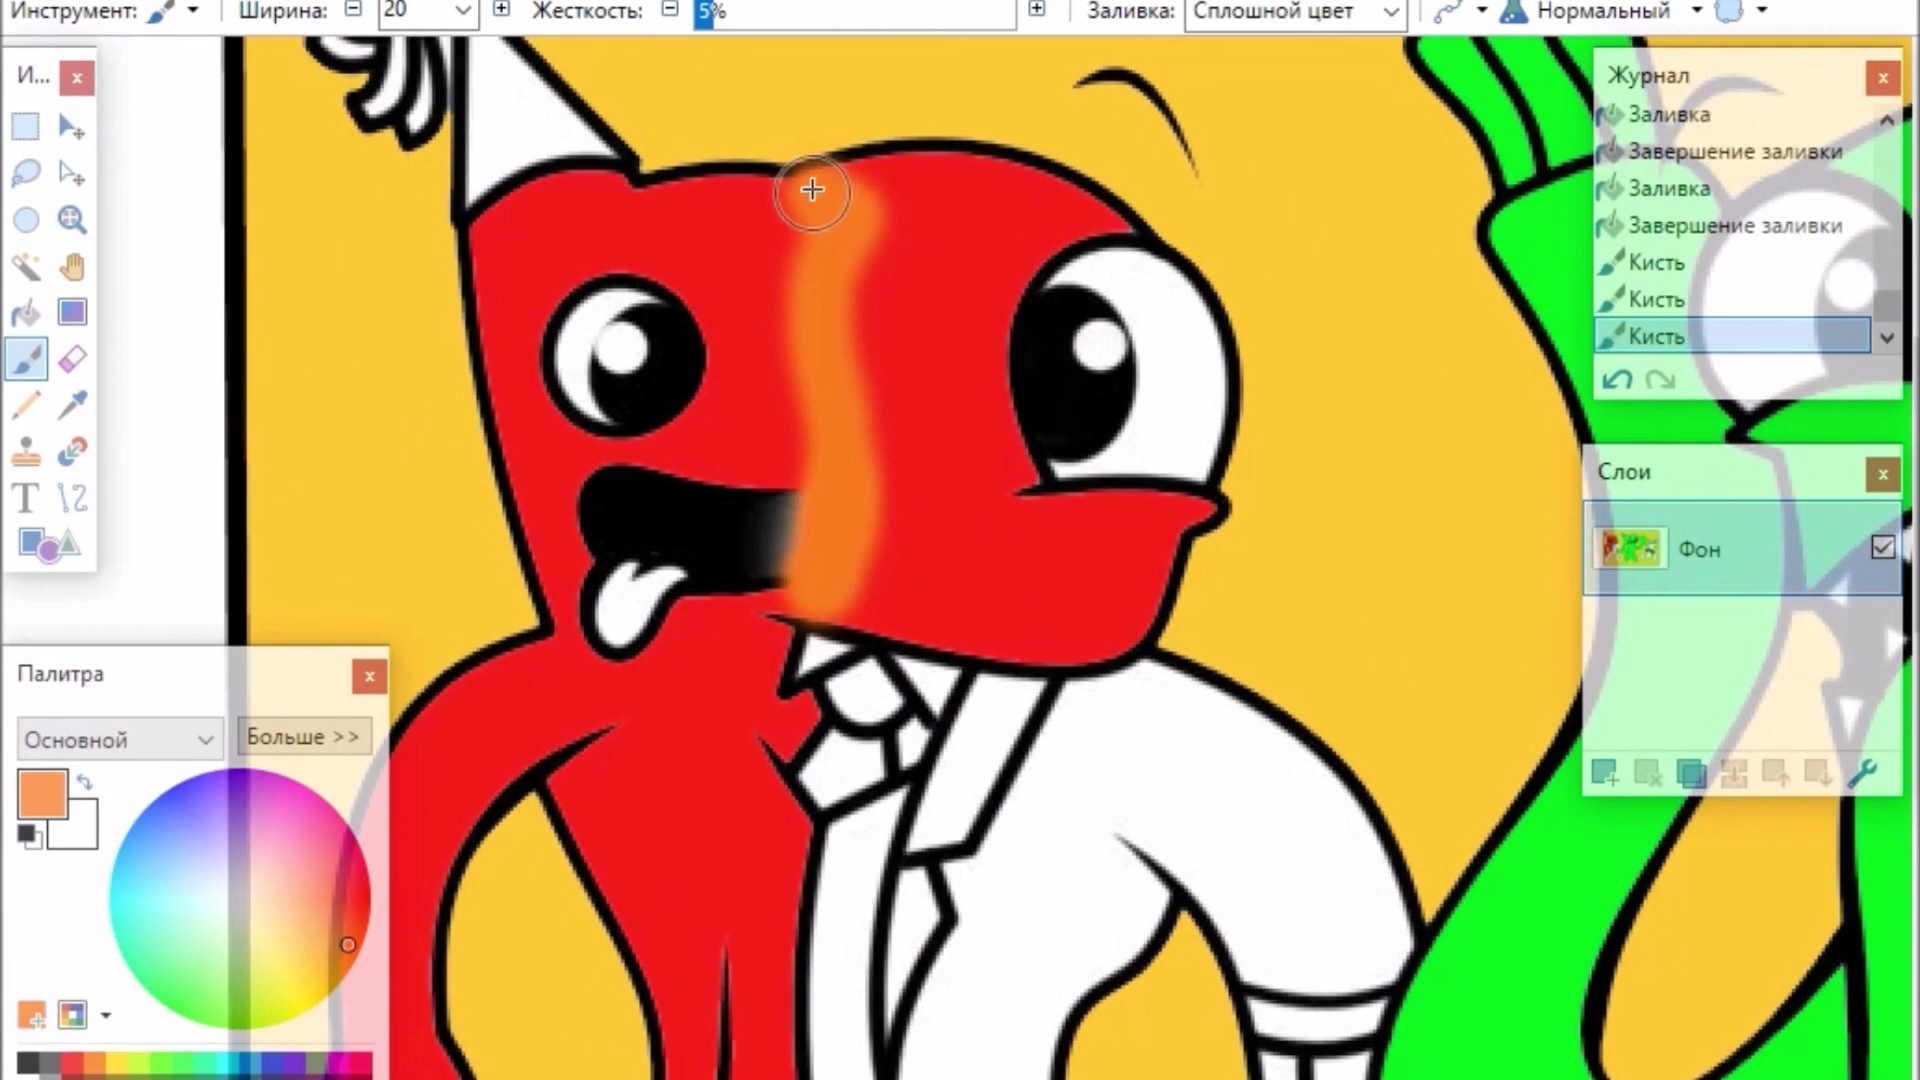 Инструмент:
Ширина:
20
Жесткость:
5%
Заливка:
Сплошной цвет
Нормальный
И...
Журнал
Заливка
Завершение заливки
Заливка
Завершение заливки
Кисть
Кисть
Кисть
Слои
Фон
Палитра
Основной
Больше >>